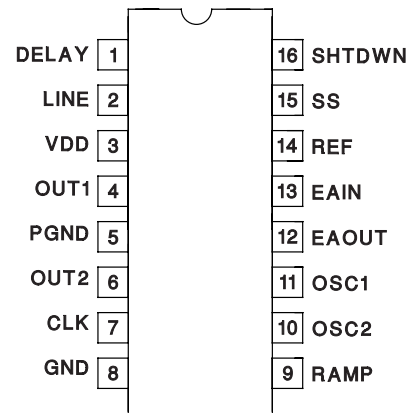 DELAY 1 16 SHTDWN
LINE 2 15 SS
VDD 3 14 REF
OUT1 4 13 EAIN
PGND 5 12 EAOUT
OUT2 6 11 OSC1
CLK 7 10 OSC2
GND 8 9 RAMP